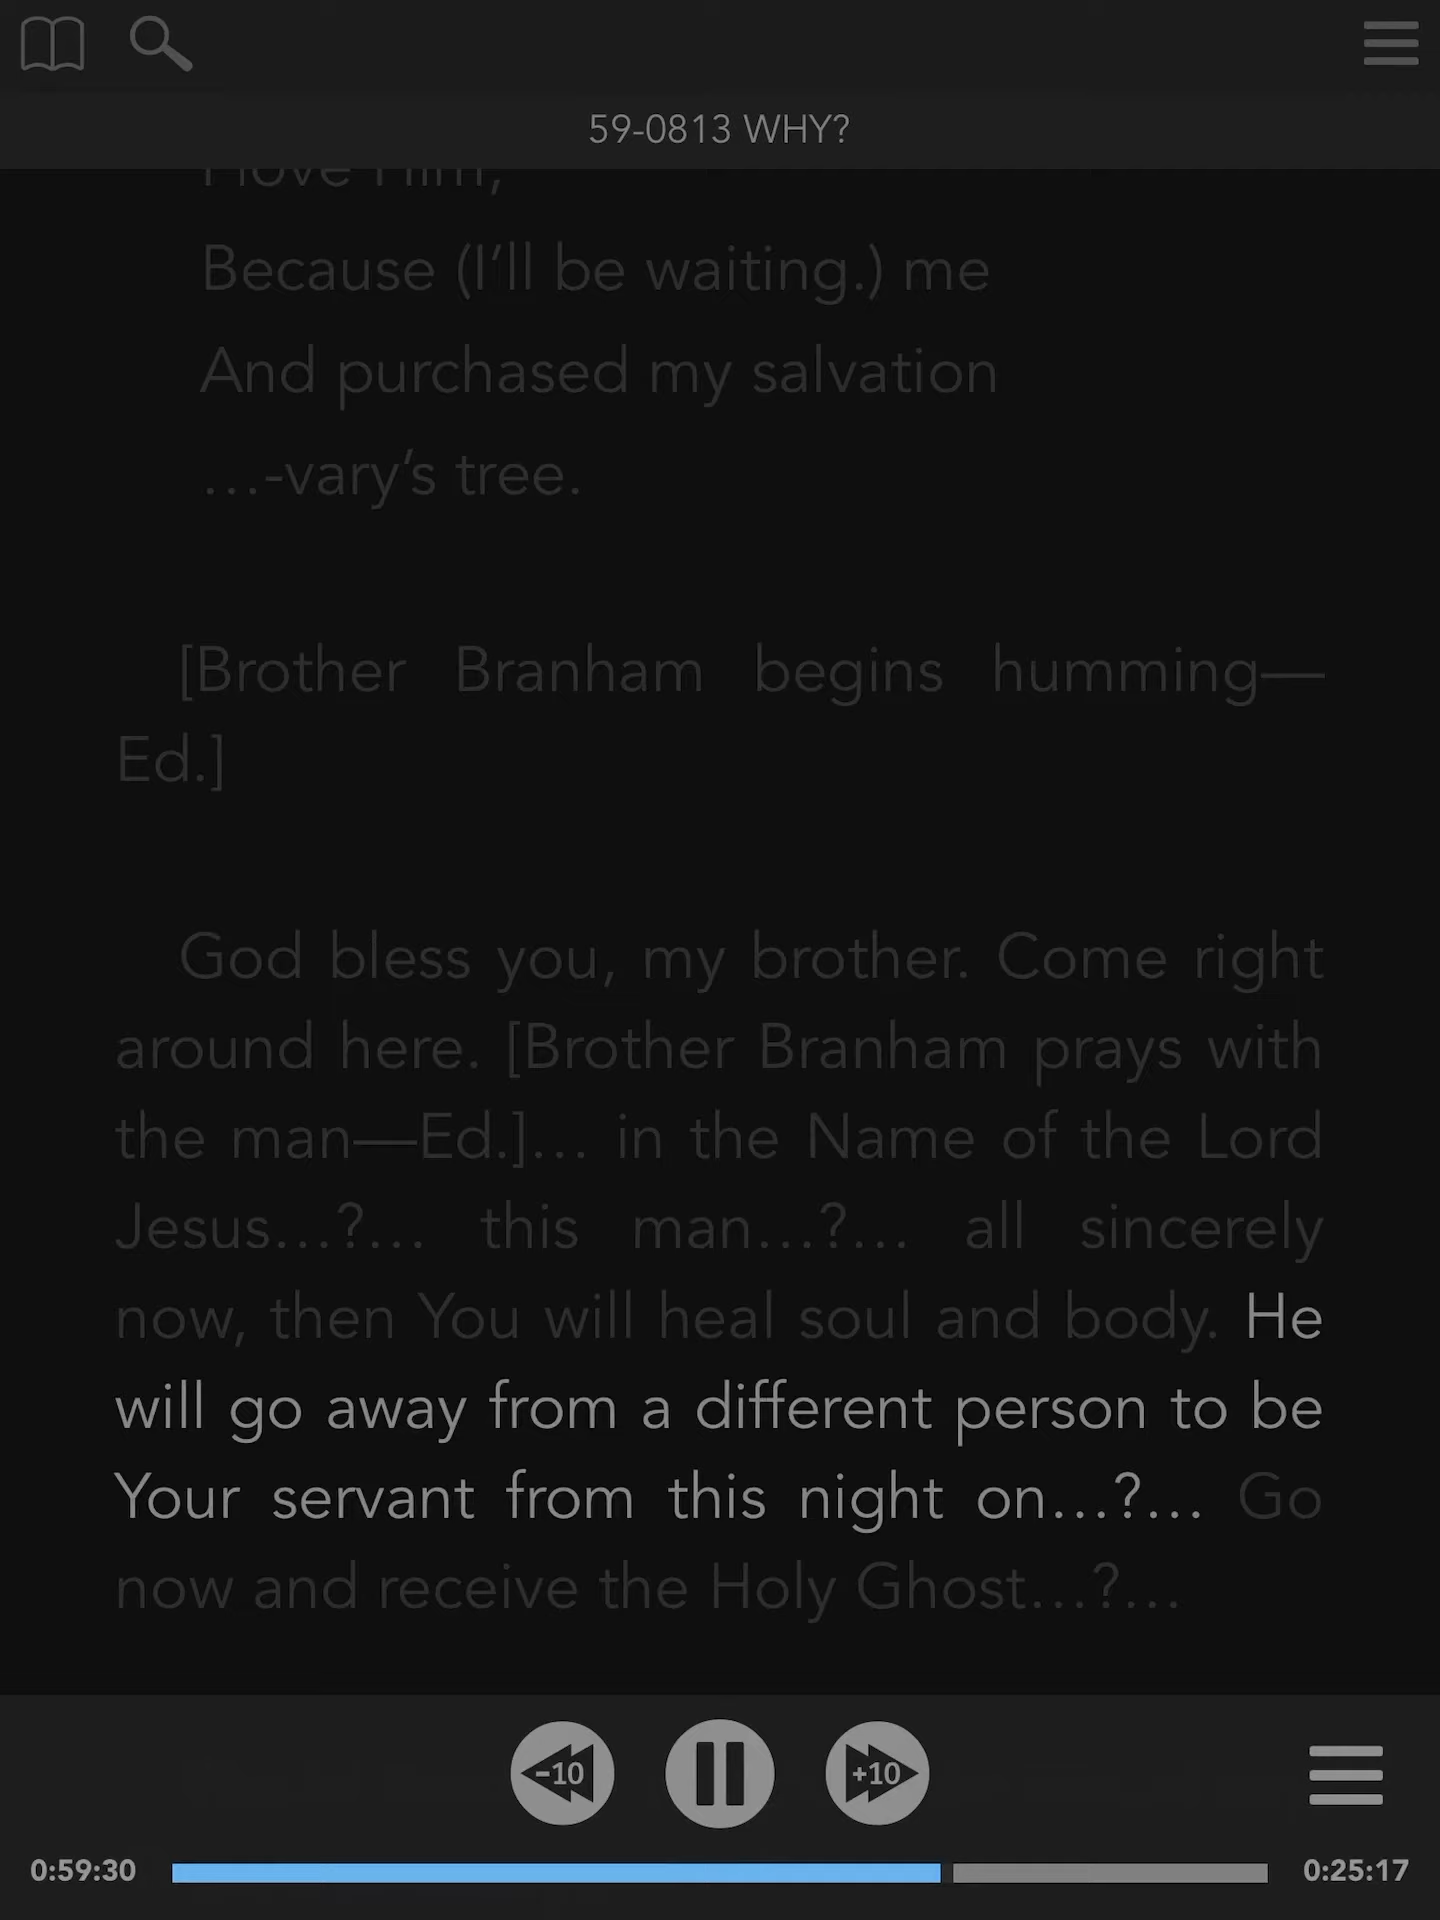 59-0813 WHY?
I love Him,
Because (I'll be waiting.) me
And purchased my salvation
…-vary's tree.
[Brother Branham begins humming—
Ed.]
God bless you, my brother. Come right
around here. [Brother Branham prays with
the man—Ed.]… in the Name of the Lord
Jesus…?… this man…?… all sincerely
now, then You will heal soul and body. He
will go away from a different person to be
Your servant from this night on…?… Go
now and receive the Holy Ghost…?…
-10 +10
0:59:30 0:25:17